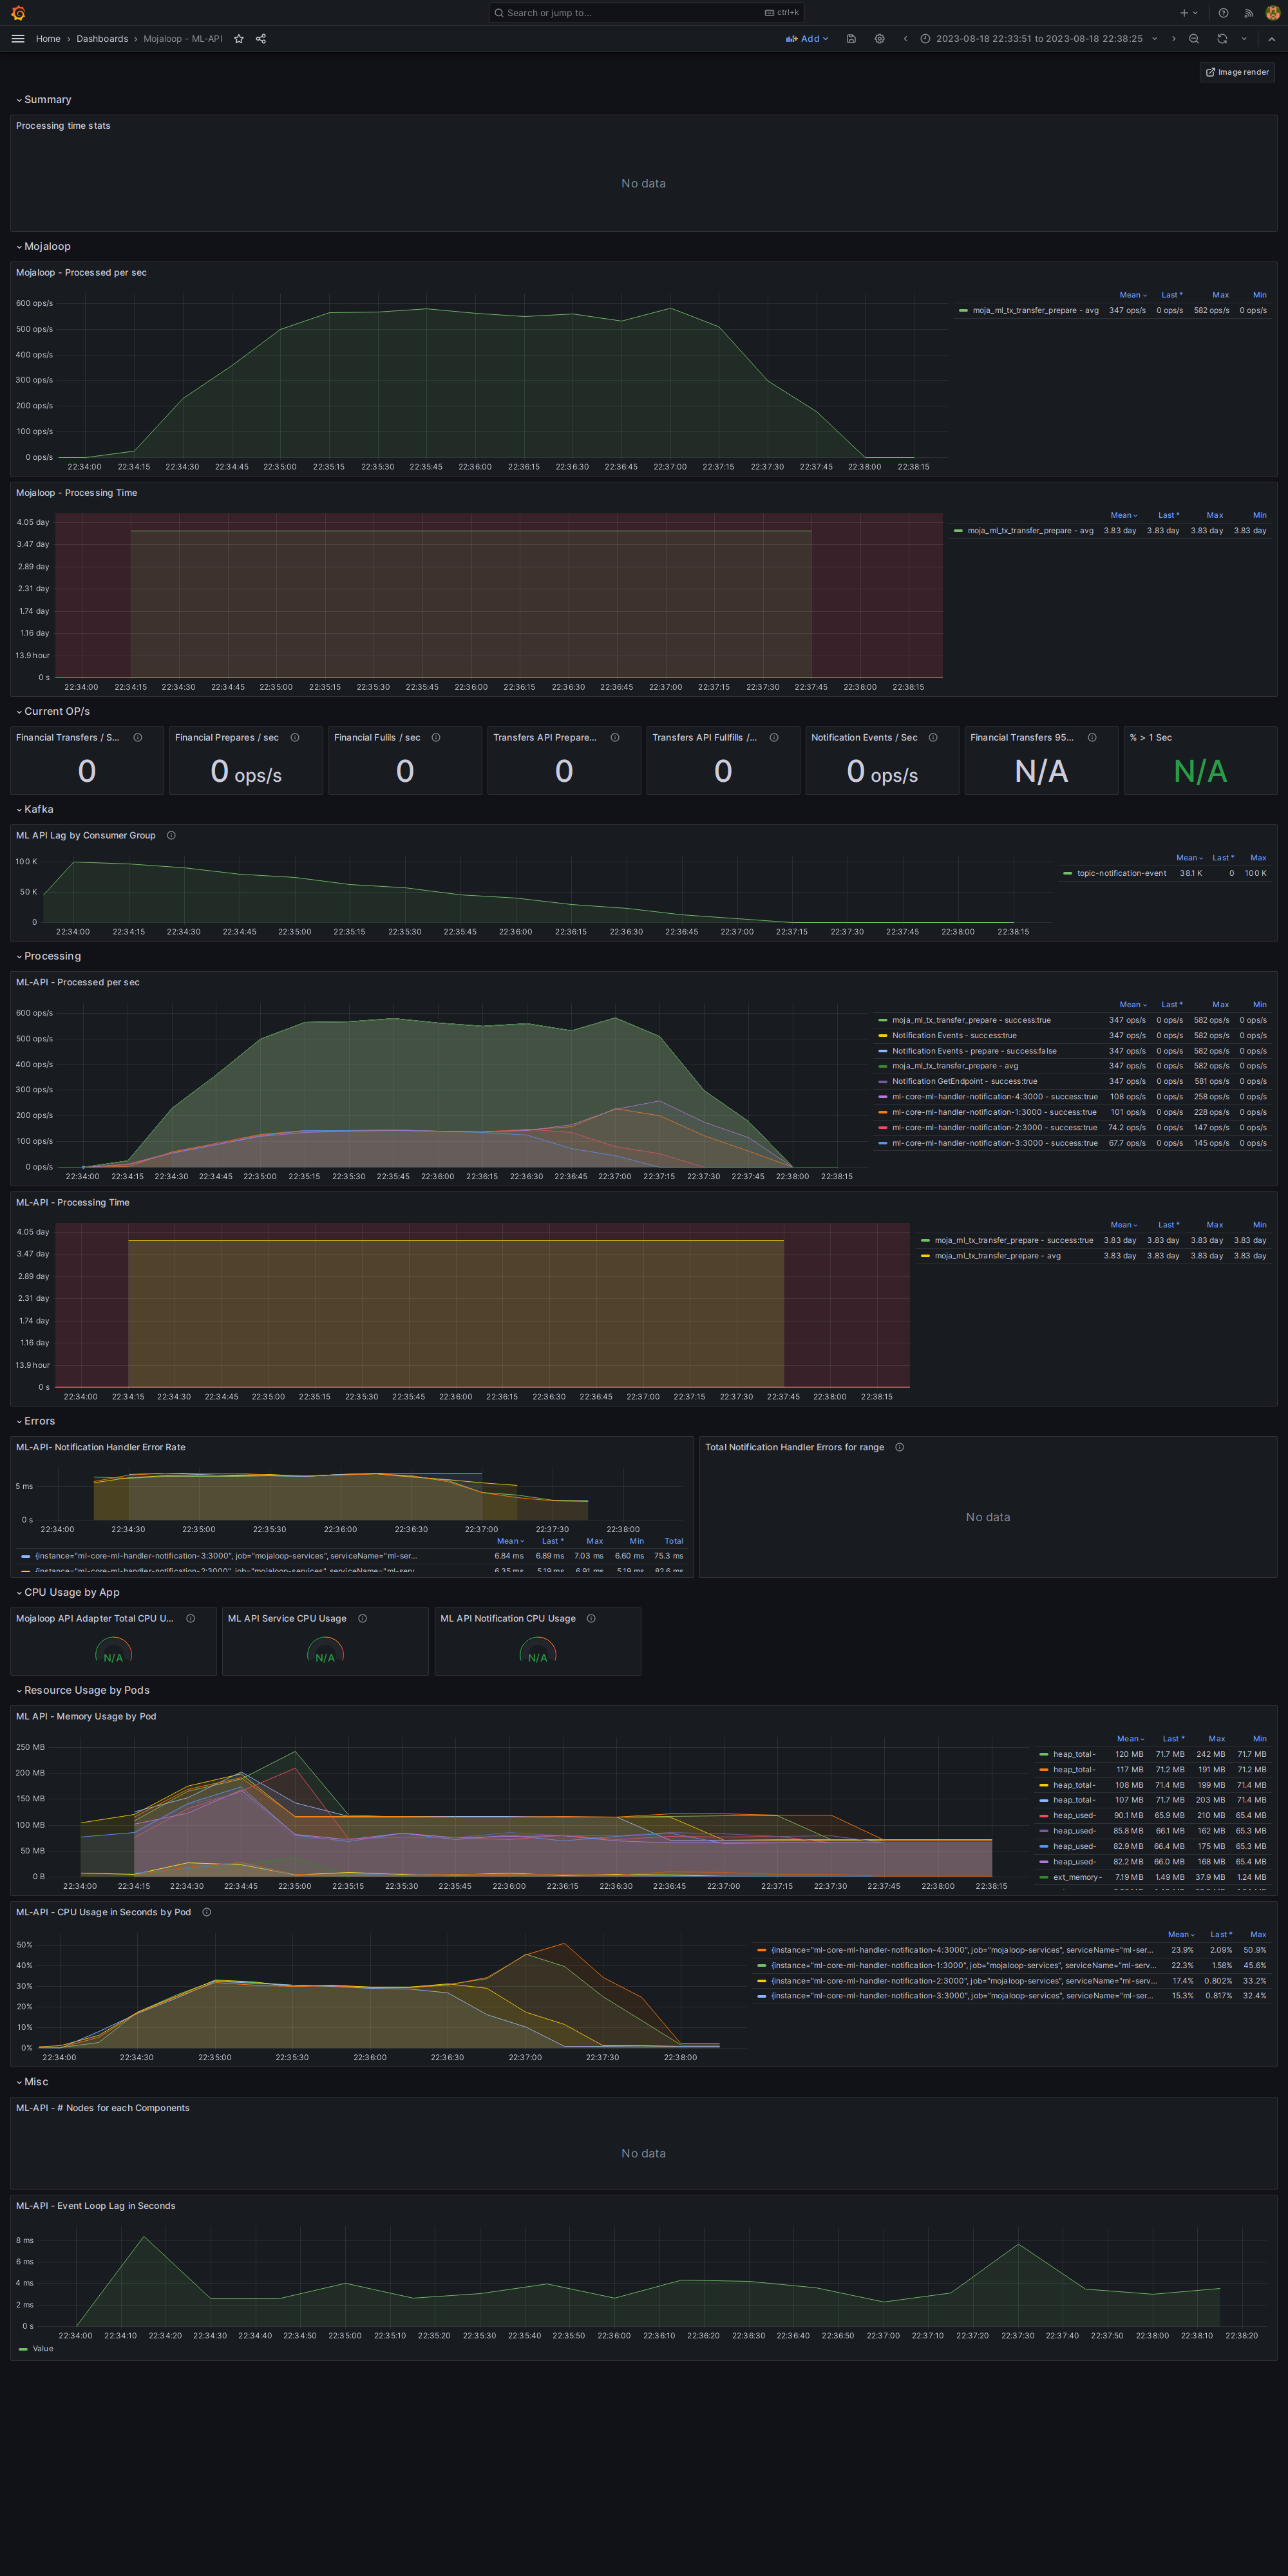 Search or jump to...
ctrl+k
Home › Dashboards › Mojaloop - ML-API
Add
2023-08-18 22:33:51 to 2023-08-18 22:38:25
Image render
Summary
Processing time stats
No data
Mojaloop
Mojaloop - Processed per sec
600 ops/s
500 ops/s
400 ops/s
300 ops/s
200 ops/s
100 ops/s
0 ops/s
22:34:00 22:34:15 22:34:30 22:34:45 22:35:00 22:35:15 22:35:30 22:35:45 22:36:00 22:36:15 22:36:30 22:36:45 22:37:00 22:37:15 22:37:30 22:37:45 22:38:00 22:38:15
Mean Last * Max Min
moja_ml_tx_transfer_prepare - avg 347 ops/s 0 ops/s 582 ops/s 0 ops/s
Mojaloop - Processing Time
4.05 day
3.47 day
2.89 day
2.31 day
1.74 day
1.16 day
13.9 hour
0 s
22:34:00 22:34:15 22:34:30 22:34:45 22:35:00 22:35:15 22:35:30 22:35:45 22:36:00 22:36:15 22:36:30 22:36:45 22:37:00 22:37:15 22:37:30 22:37:45 22:38:00 22:38:15
Mean Last * Max Min
moja_ml_tx_transfer_prepare - avg 3.83 day 3.83 day 3.83 day 3.83 day
Current OP/s
Financial Transfers / S...
0
Financial Prepares / sec
0 ops/s
Financial Fulils / sec
0
Transfers API Prepare...
0
Transfers API Fullfills /...
0
Notification Events / Sec
0 ops/s
Financial Transfers 95...
N/A
% > 1 Sec
N/A
Kafka
ML API Lag by Consumer Group
100 K
50 K
0
22:34:00 22:34:15 22:34:30 22:34:45 22:35:00 22:35:15 22:35:30 22:35:45 22:36:00 22:36:15 22:36:30 22:36:45 22:37:00 22:37:15 22:37:30 22:37:45 22:38:00 22:38:15
Mean Last * Max
topic-notification-event 38.1 K 0 100 K
Processing
ML-API - Processed per sec
600 ops/s
500 ops/s
400 ops/s
300 ops/s
200 ops/s
100 ops/s
0 ops/s
22:34:00 22:34:15 22:34:30 22:34:45 22:35:00 22:35:15 22:35:30 22:35:45 22:36:00 22:36:15 22:36:30 22:36:45 22:37:00 22:37:15 22:37:30 22:37:45 22:38:00 22:38:15
Mean Last * Max Min
moja_ml_tx_transfer_prepare - success:true 347 ops/s 0 ops/s 582 ops/s 0 ops/s
Notification Events - success:true 347 ops/s 0 ops/s 582 ops/s 0 ops/s
Notification Events - prepare - success:false 347 ops/s 0 ops/s 582 ops/s 0 ops/s
moja_ml_tx_transfer_prepare - avg 347 ops/s 0 ops/s 582 ops/s 0 ops/s
Notification GetEndpoint - success:true 347 ops/s 0 ops/s 581 ops/s 0 ops/s
ml-core-ml-handler-notification-4:3000 - success:true 108 ops/s 0 ops/s 258 ops/s 0 ops/s
ml-core-ml-handler-notification-1:3000 - success:true 101 ops/s 0 ops/s 228 ops/s 0 ops/s
ml-core-ml-handler-notification-2:3000 - success:true 74.2 ops/s 0 ops/s 147 ops/s 0 ops/s
ml-core-ml-handler-notification-3:3000 - success:true 67.7 ops/s 0 ops/s 145 ops/s 0 ops/s
ML-API - Processing Time
4.05 day
3.47 day
2.89 day
2.31 day
1.74 day
1.16 day
13.9 hour
0 s
22:34:00 22:34:15 22:34:30 22:34:45 22:35:00 22:35:15 22:35:30 22:35:45 22:36:00 22:36:15 22:36:30 22:36:45 22:37:00 22:37:15 22:37:30 22:37:45 22:38:00 22:38:15
Mean Last * Max Min
moja_ml_tx_transfer_prepare - success:true 3.83 day 3.83 day 3.83 day 3.83 day
moja_ml_tx_transfer_prepare - avg 3.83 day 3.83 day 3.83 day 3.83 day
Errors
ML-API- Notification Handler Error Rate
5 ms
0 s
22:34:00 22:34:30 22:35:00 22:35:30 22:36:00 22:36:30 22:37:00 22:37:30 22:38:00
Mean Last * Max Min Total
{instance="ml-core-ml-handler-notification-3:3000", job="mojaloop-services", serviceName="ml-ser... 6.84 ms 6.89 ms 7.03 ms 6.60 ms 75.3 ms
{instance="ml-core-ml-handler-notification-2:3000", job="mojaloop-services", serviceName="ml-serv... 6.35 ms 5.19 ms 6.91 ms 5.19 ms 82.6 ms
Total Notification Handler Errors for range
No data
CPU Usage by App
Mojaloop API Adapter Total CPU U...
N/A
ML API Service CPU Usage
N/A
ML API Notification CPU Usage
N/A
Resource Usage by Pods
ML API - Memory Usage by Pod
250 MB
200 MB
150 MB
100 MB
50 MB
0 B
22:34:00 22:34:15 22:34:30 22:34:45 22:35:00 22:35:15 22:35:30 22:35:45 22:36:00 22:36:15 22:36:30 22:36:45 22:37:00 22:37:15 22:37:30 22:37:45 22:38:00 22:38:15
Mean Last * Max Min
heap_total- 120 MB 71.7 MB 242 MB 71.7 MB
heap_total- 117 MB 71.2 MB 191 MB 71.2 MB
heap_total- 108 MB 71.4 MB 199 MB 71.4 MB
heap_total- 107 MB 71.7 MB 203 MB 71.4 MB
heap_used- 90.1 MB 65.9 MB 210 MB 65.4 MB
heap_used- 85.8 MB 66.1 MB 162 MB 65.3 MB
heap_used- 82.9 MB 66.4 MB 175 MB 65.3 MB
heap_used- 82.2 MB 66.0 MB 168 MB 65.4 MB
ext_memory- 7.19 MB 1.49 MB 37.9 MB 1.24 MB
ML-API - CPU Usage in Seconds by Pod
50%
40%
30%
20%
10%
0%
22:34:00 22:34:30 22:35:00 22:35:30 22:36:00 22:36:30 22:37:00 22:37:30 22:38:00
Mean Last * Max
{instance="ml-core-ml-handler-notification-4:3000", job="mojaloop-services", serviceName="ml-ser... 23.9% 2.09% 50.9%
{instance="ml-core-ml-handler-notification-1:3000", job="mojaloop-services", serviceName="ml-serv... 22.3% 1.58% 45.6%
{instance="ml-core-ml-handler-notification-2:3000", job="mojaloop-services", serviceName="ml-serv... 17.4% 0.802% 33.2%
{instance="ml-core-ml-handler-notification-3:3000", job="mojaloop-services", serviceName="ml-ser... 15.3% 0.817% 32.4%
Misc
ML-API - # Nodes for each Components
No data
ML-API - Event Loop Lag in Seconds
8 ms
6 ms
4 ms
2 ms
0 s
22:34:00 22:34:10 22:34:20 22:34:30 22:34:40 22:34:50 22:35:00 22:35:10 22:35:20 22:35:30 22:35:40 22:35:50 22:36:00 22:36:10 22:36:20 22:36:30 22:36:40 22:36:50 22:37:00 22:37:10 22:37:20 22:37:30 22:37:40 22:37:50 22:38:00 22:38:10 22:38:20
Value